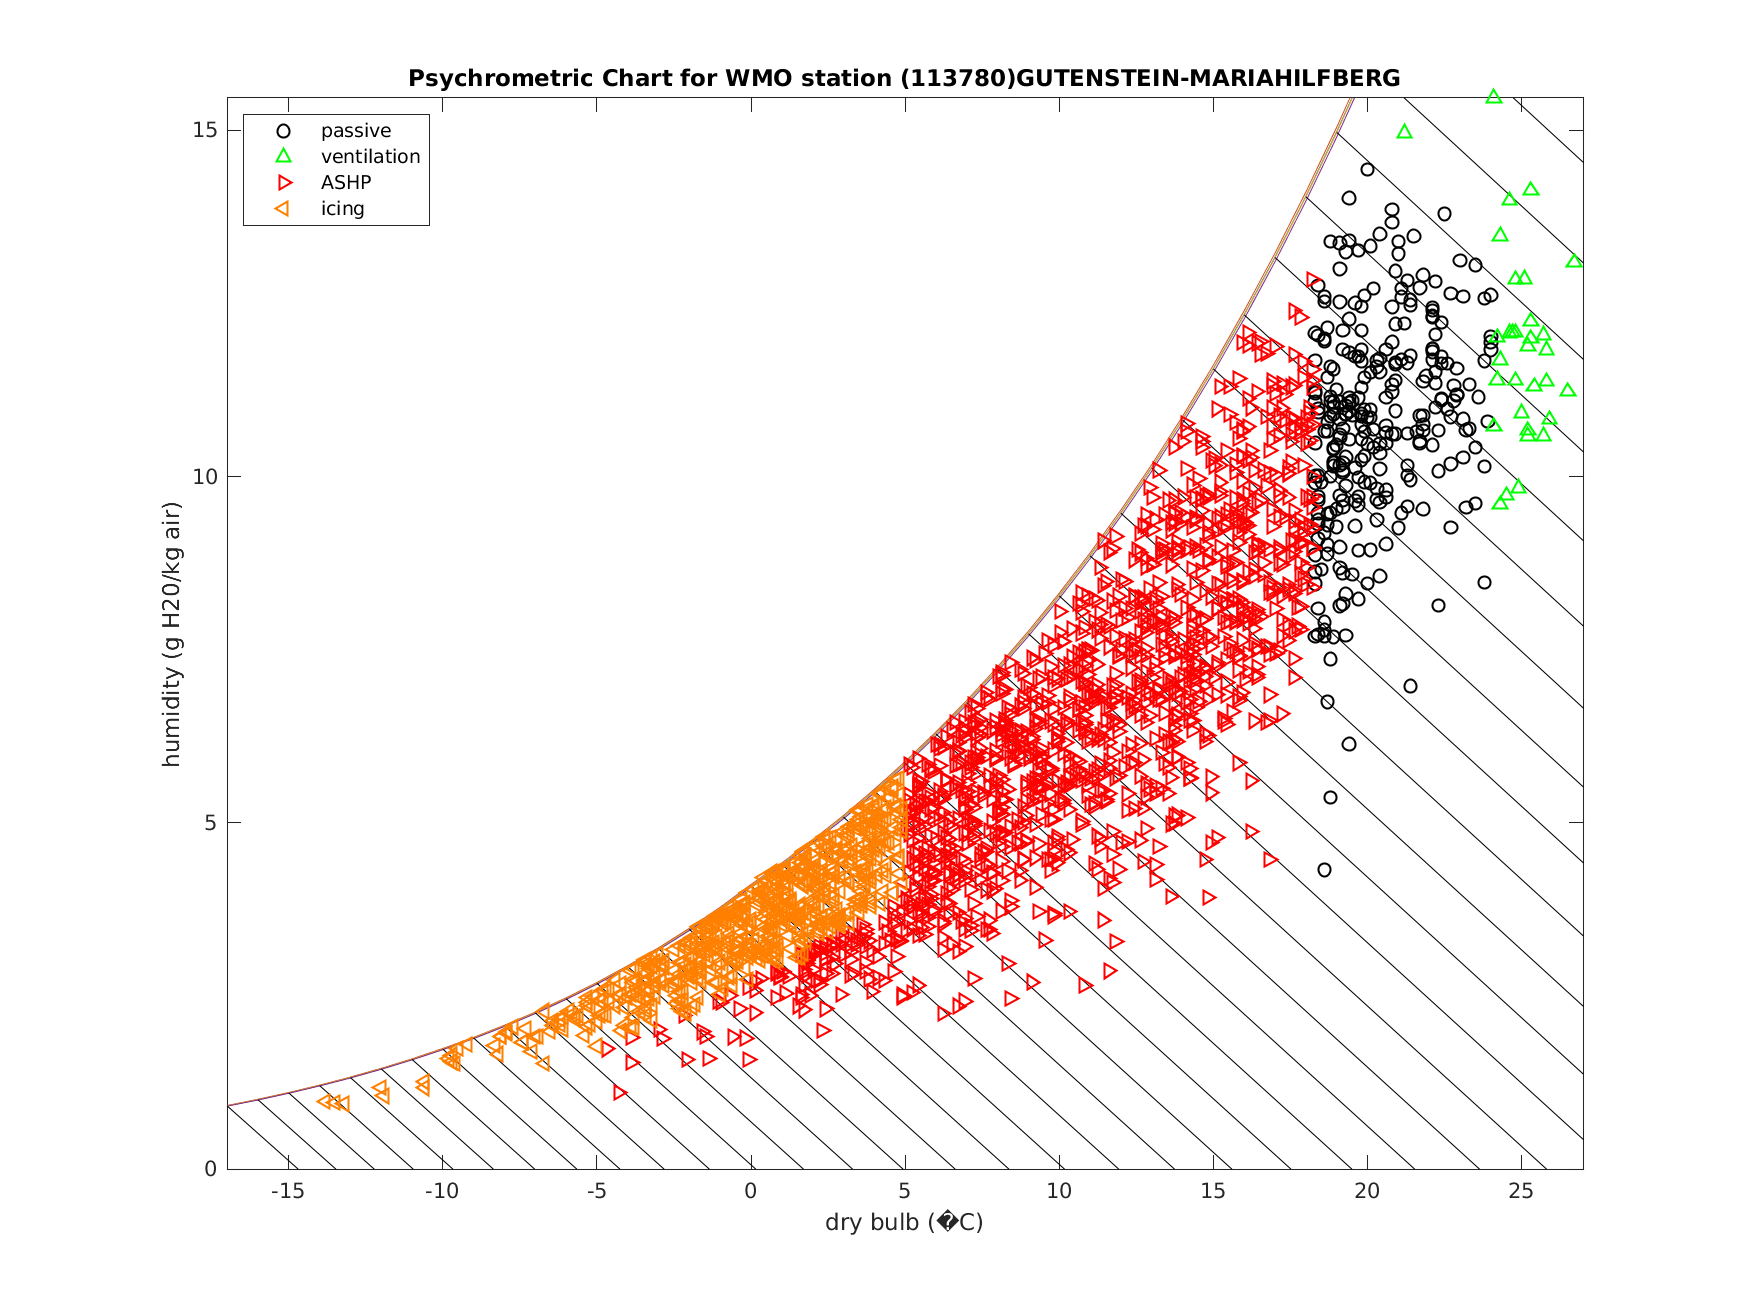 Psychrometric Chart for WMO station (113780)GUTENSTEIN-MARIAHILFBERG
passive
ventilation
ASHP
icing
15
10
5
0
humidity (g H20/kg air)
-15 -10 -5 0 5 10 15 20 25
dry bulb (�C)